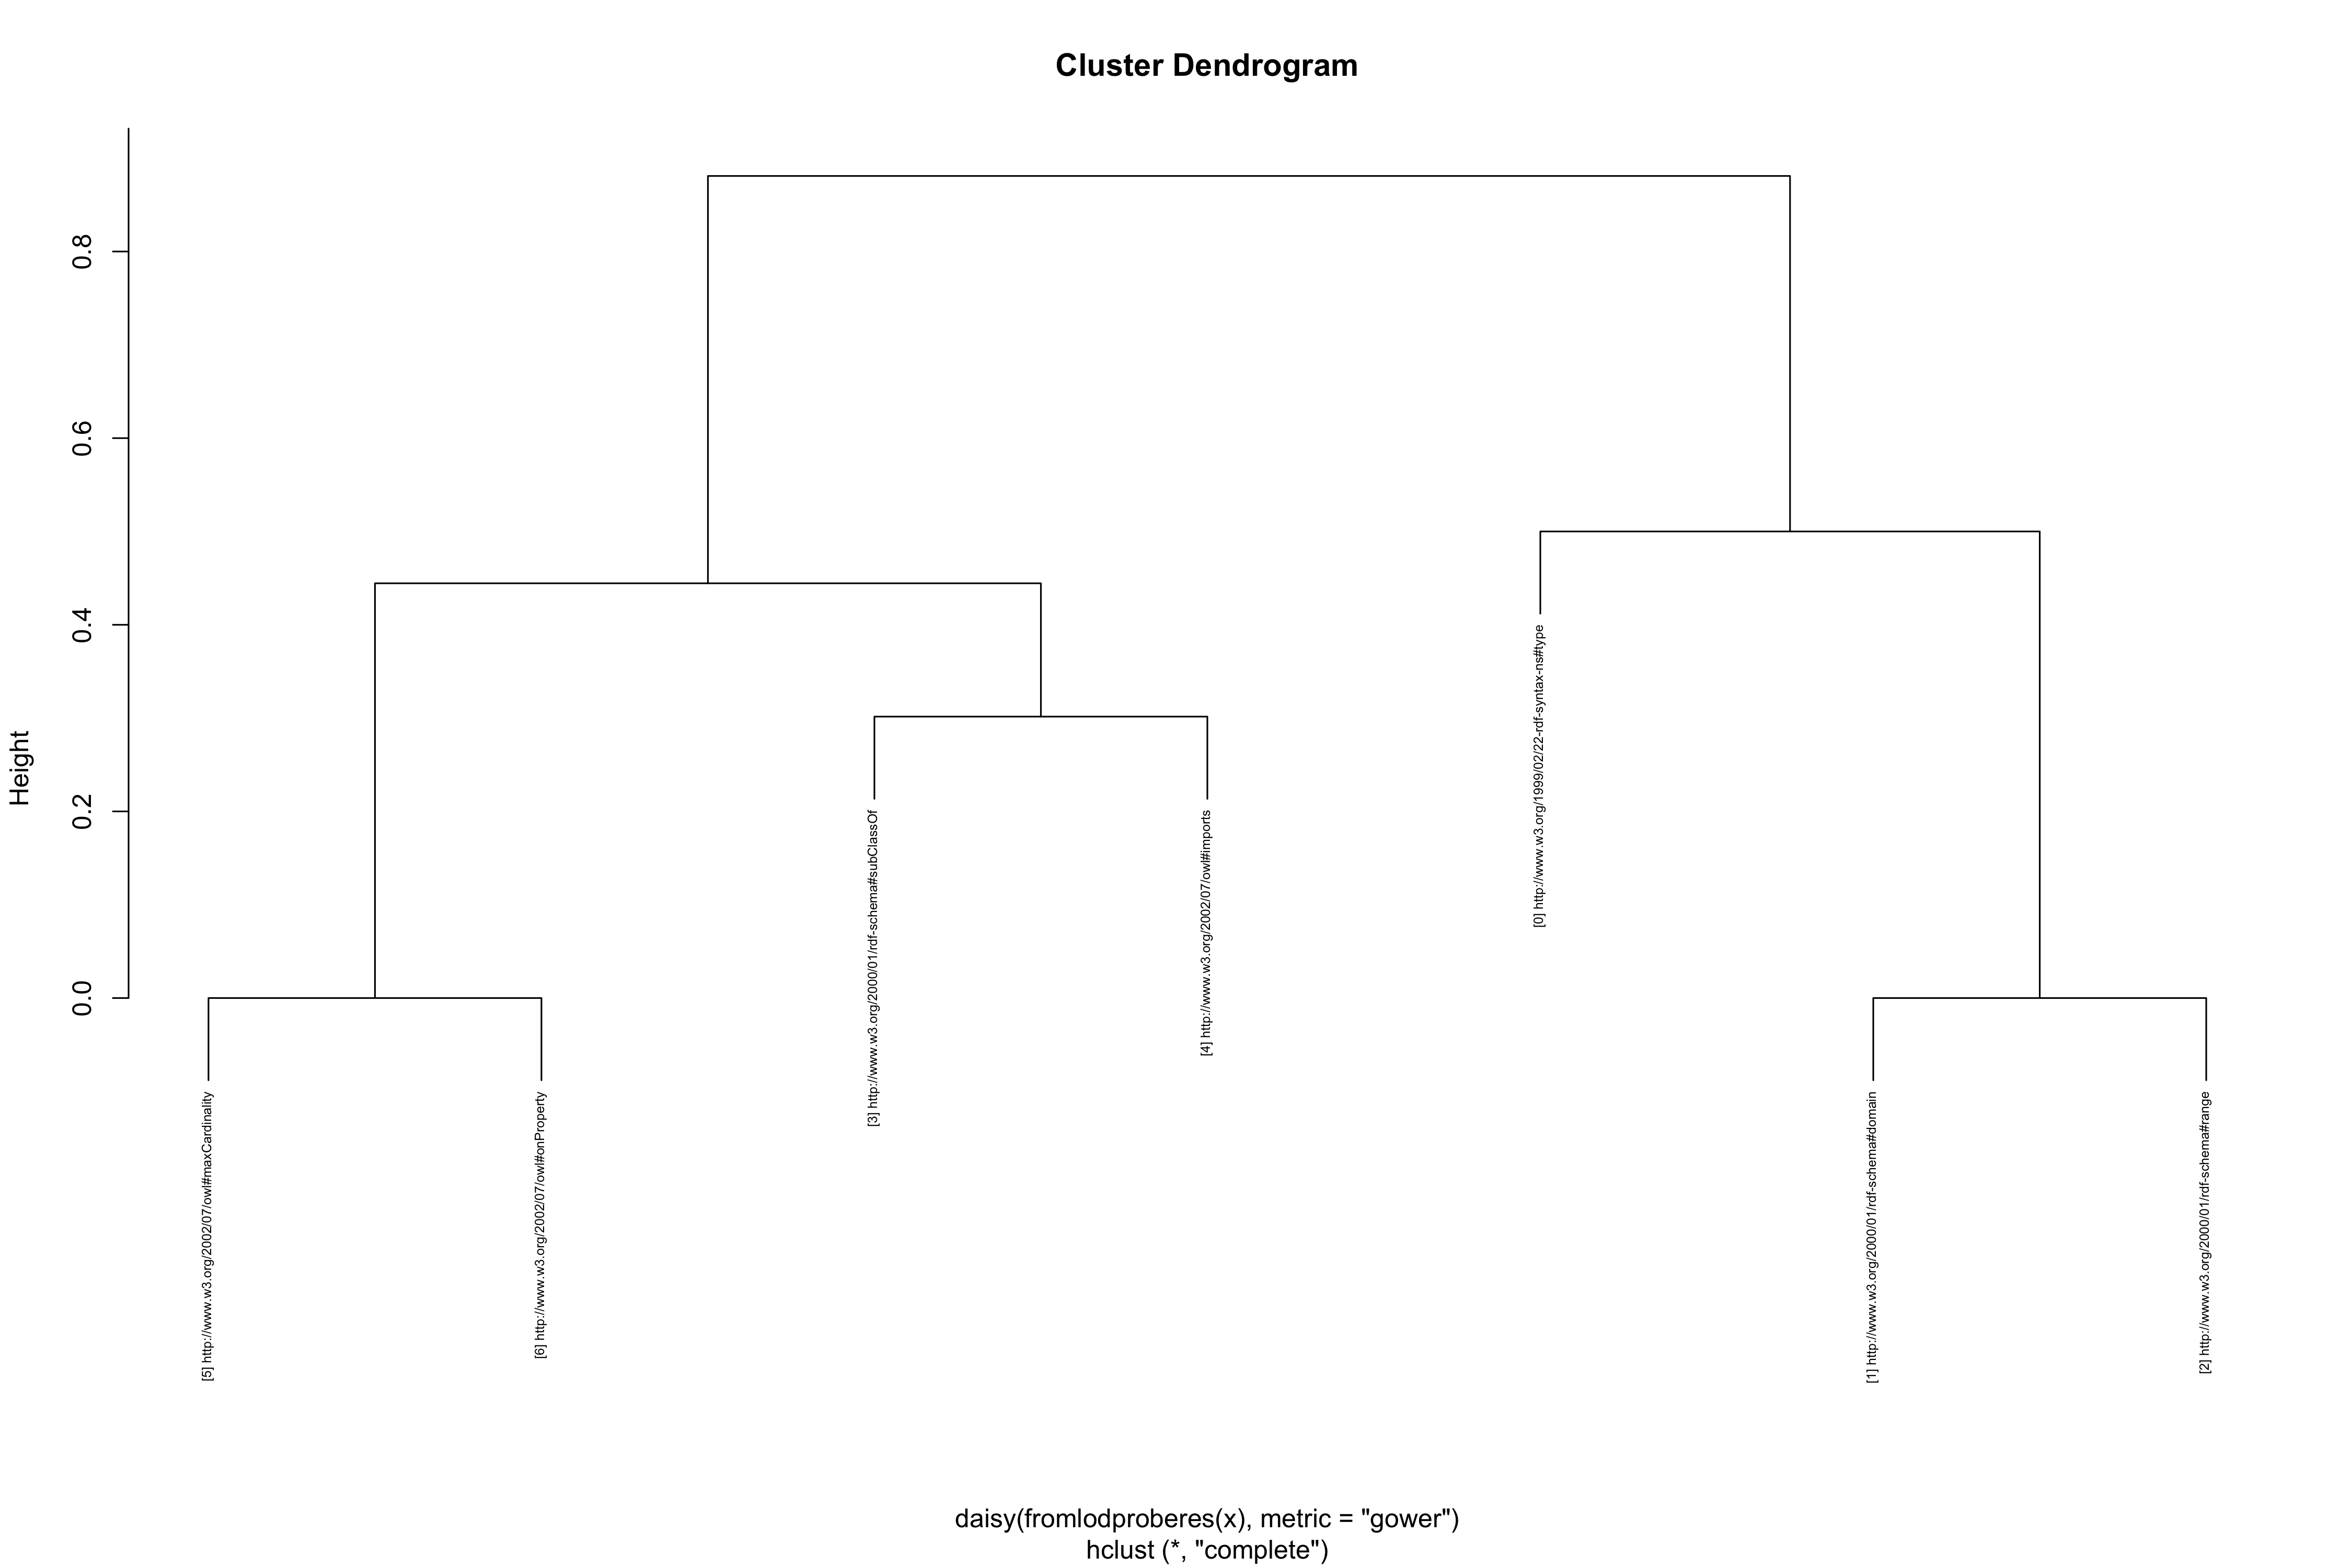 Cluster Dendrogram
Height
0.0
0.2
0.4
0.6
0.8
[5] http://www.w3.org/2002/07/owl#maxCardinality
[6] http://www.w3.org/2002/07/owl#onProperty
[3] http://www.w3.org/2000/01/rdf-schema#subClassOf
[4] http://www.w3.org/2002/07/owl#imports
[0] http://www.w3.org/1999/02/22-rdf-syntax-ns#type
[1] http://www.w3.org/2000/01/rdf-schema#domain
[2] http://www.w3.org/2000/01/rdf-schema#range
daisy(fromlodproberes(x), metric = "gower")
hclust (*, "complete")